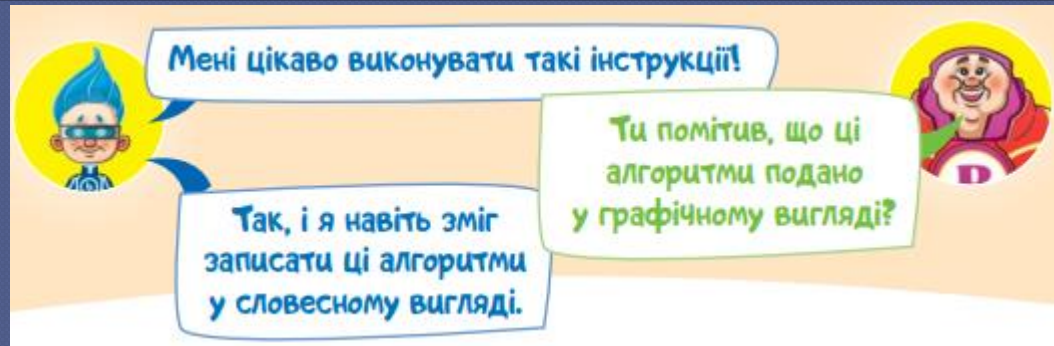 Мені цікаво виконувати такі інструкції!
Ти помітив, що ці
алгоритми подано
у графічному вигляді?
Так, і я навіть зміг
записати ці алгоритми
у словесному вигляді.